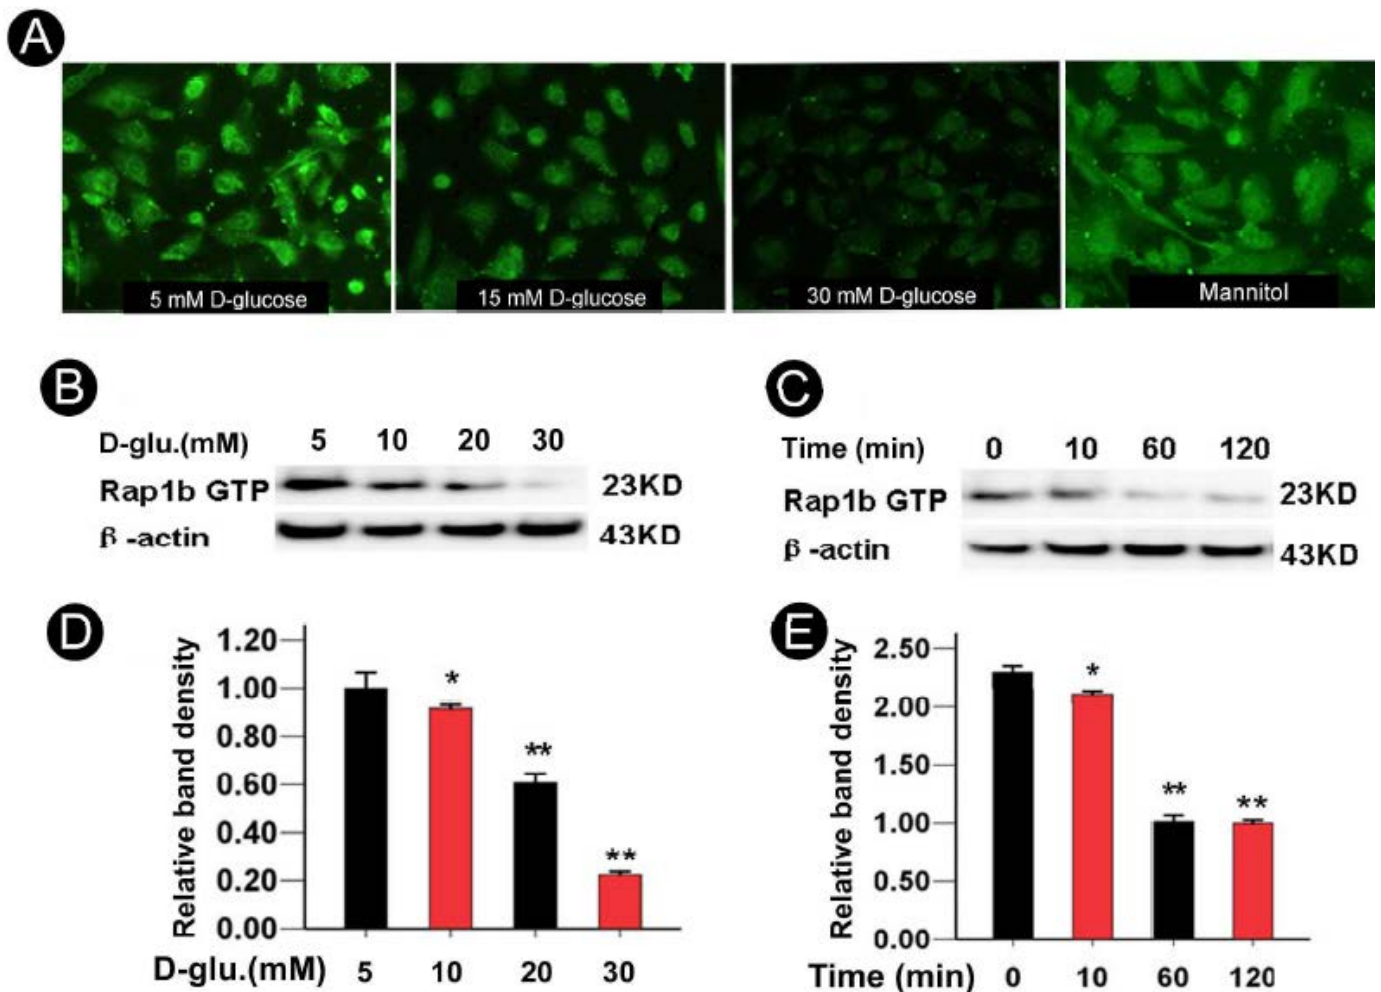 A
5 mM D-glucose
15 mM D-glucose
30 mM D-glucose
Mannitol
B
D-glu.(mM) 5 10 20 30
Rap1b GTP 23KD
β -actin 43KD
C
Time (min) 0 10 60 120
Rap1b GTP 23KD
β -actin 43KD
D
Relative band density
1.20
1.00
0.80
0.60
0.40
0.20
0.00
* ** **
D-glu.(mM) 5 10 20 30
E
Relative band density
2.50
2.00
1.50
1.00
0.50
0.00
* ** **
Time (min) 0 10 60 120